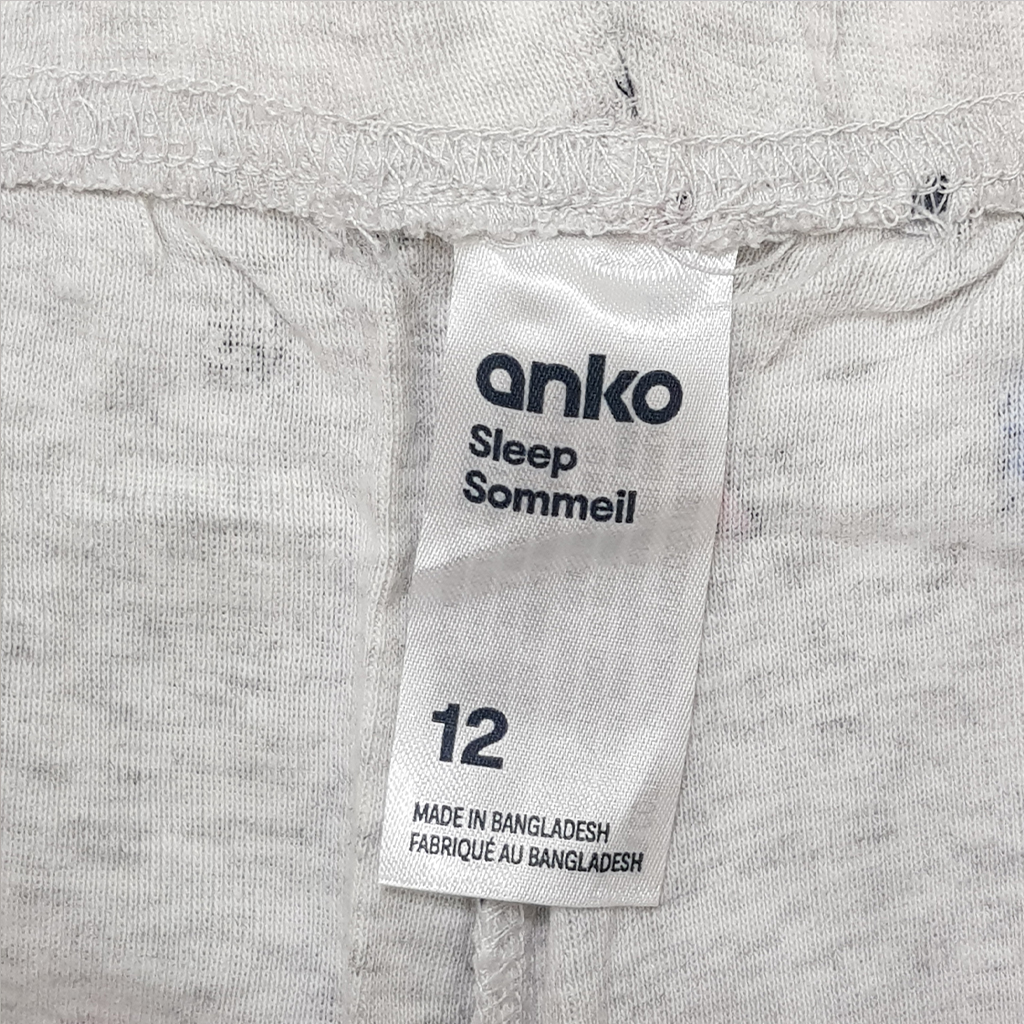 anko
Sleep
Sommeil
12
MADE IN BANGLADESH
FABRIQUÉ AU BANGLADESH